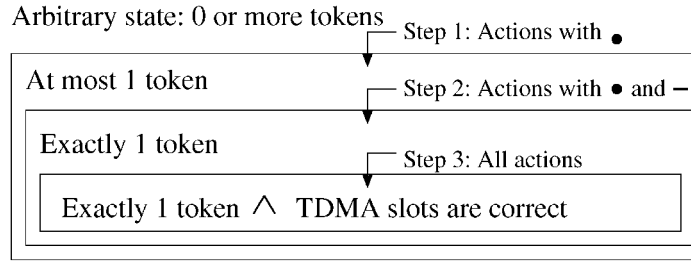 Arbitrary state: 0 or more tokens
Step 1: Actions with ●
At most 1 token
Step 2: Actions with ● and −
Exactly 1 token
Step 3: All actions
Exactly 1 token ∧ TDMA slots are correct